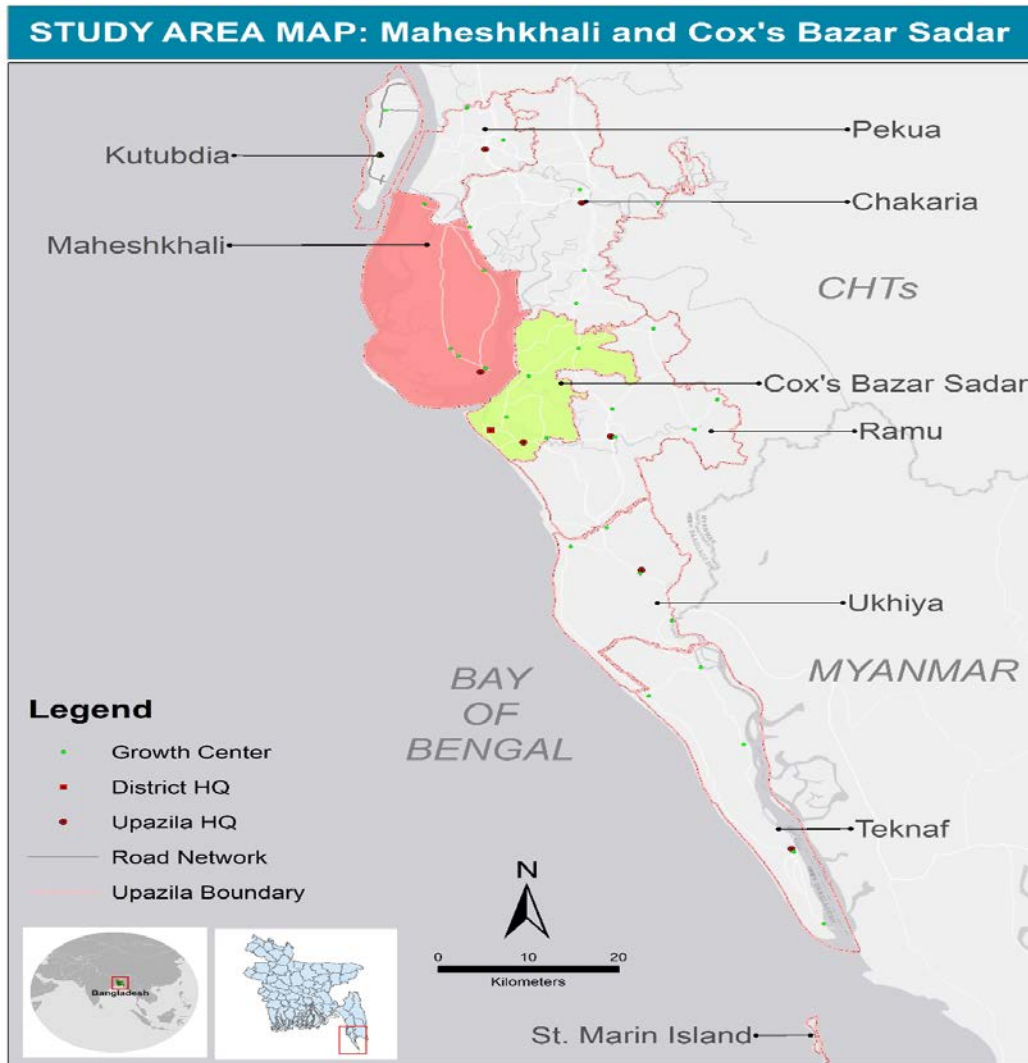 STUDY AREA MAP: Maheshkhali and Cox's Bazar Sadar
Pekua
Kutubdia
Chakaria
Maheshkhali
CHTs
Cox's Bazar Sadar
Ramu
Ukhiya
MYANMAR
BAY
OF
BENGAL
Legend
Growth Center
District HQ
Upazila HQ
Road Network
Upazila Boundary
Teknaf
N
0 10 20
Kilometers
Bangladesh
St. Marin Island